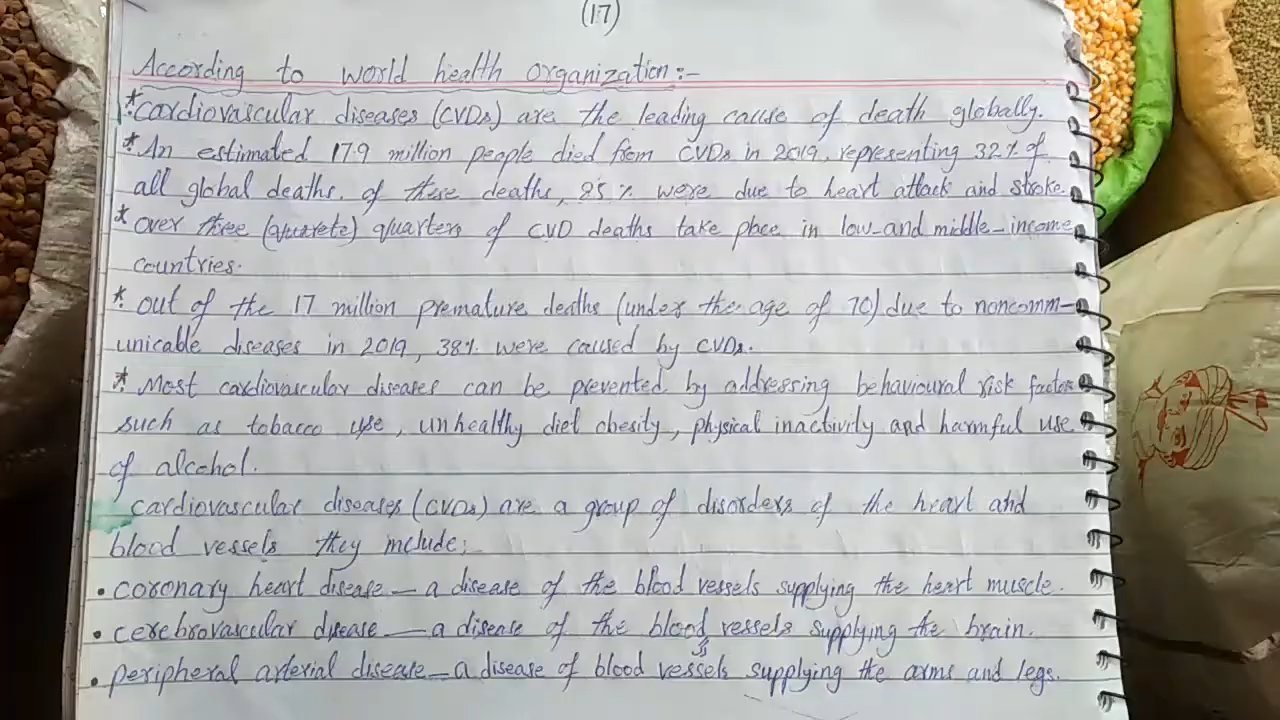 (17)
According to world health organization:-
* cardiovascular diseases (CVDs) are the leading cause of death globally.
* An estimated 17.9 million people died from CVDs in 2019, representing 32% of
all global deaths. of these deaths, 85% were due to heart attack and stroke.
* over three (quarete) quarters of CVD deaths take place in low-and middle-income
countries.
* out of the 17 million premature deaths (under the age of 70) due to noncomm-
unicable diseases in 2019, 38% were caused by CVDs.
* Most cardiovascular diseases can be prevented by addressing behavioural risk factors
such as tobacco use, unhealthy diet obesity, physical inactivity and harmful use
of alcohol.
cardiovascular diseases (CVDs) are a group of disorders of the heart and
blood vessels they include;
• coronary heart disease – a disease of the blood vessels supplying the heart muscle.
• cerebrovascular disease – a disease of the blood vessels supplying the brain.
• peripheral arterial disease – a disease of blood vessels supplying the arms and legs.